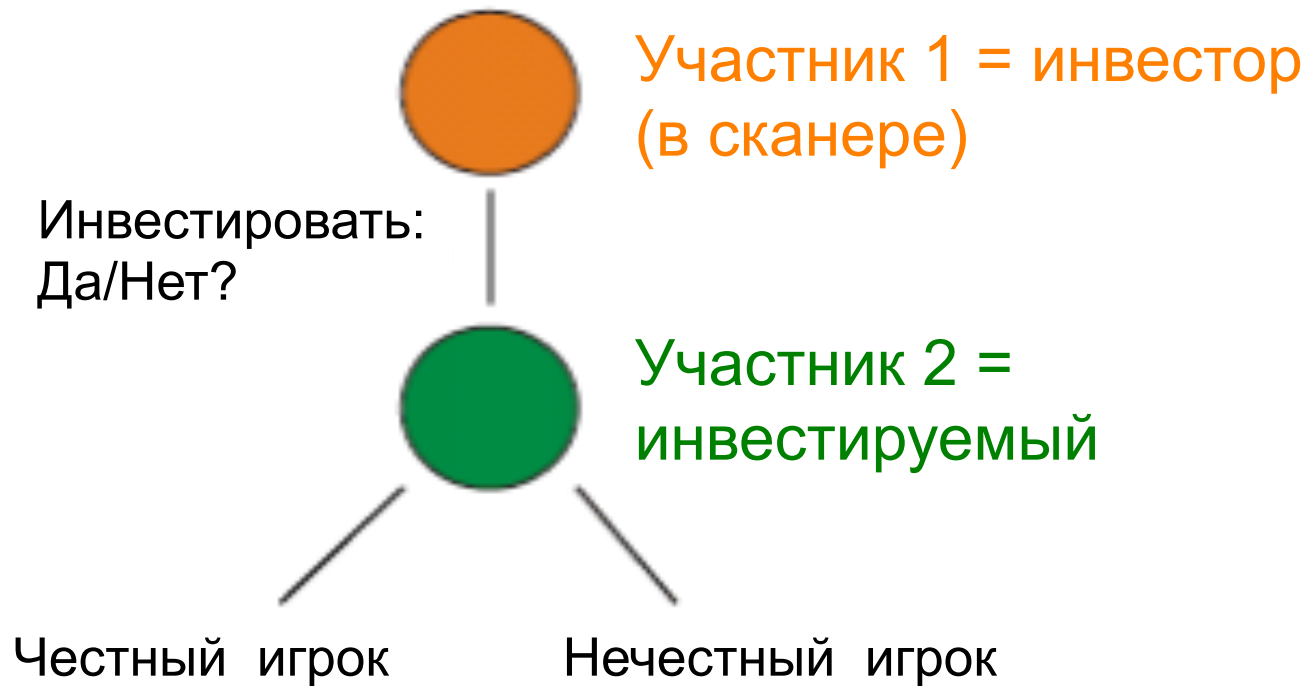 Участник 1 = инвестор
(в сканере)
Инвестировать:
Да/Нет?
Участник 2 =
инвестируемый
Честный игрок
Нечестный игрок